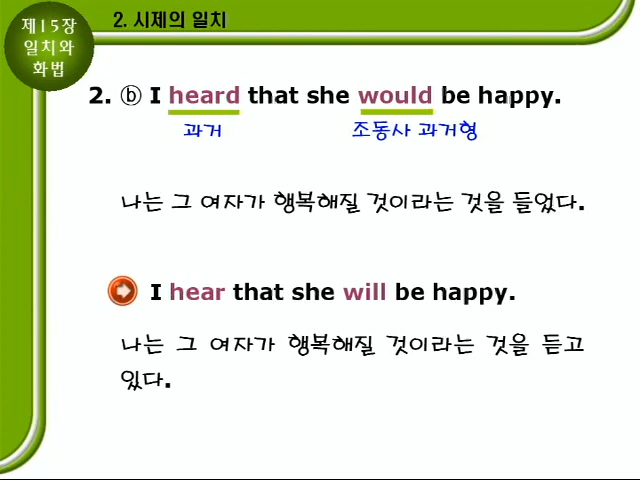 제15장
일치와
화법
2. 시제의 일치
2. ⓑ I heard that she would be happy.
과거 조동사 과거형
나는 그 여자가 행복해질 것이라는 것을 들었다.
I hear that she will be happy.
나는 그 여자가 행복해질 것이라는 것을 듣고
있다.